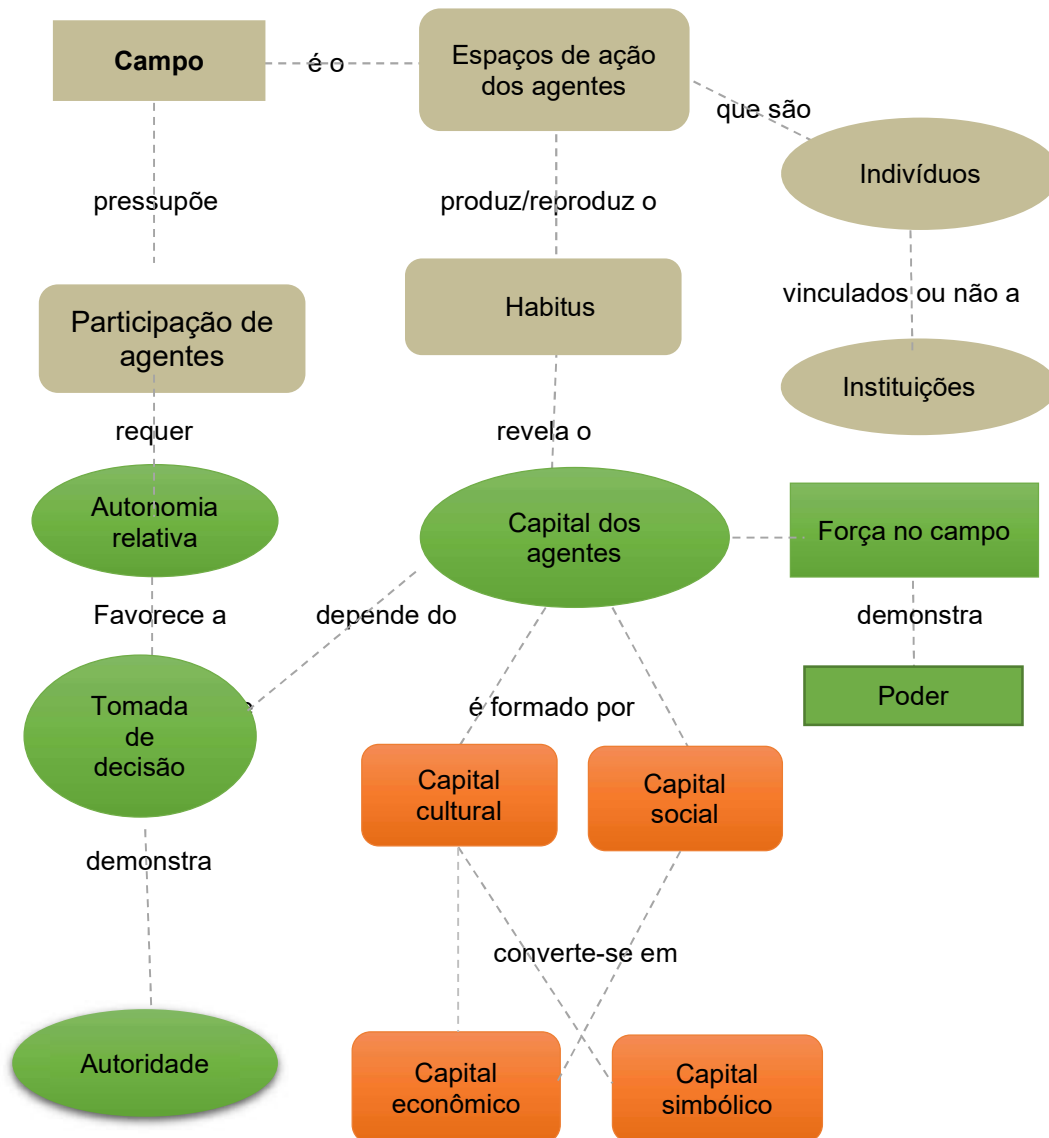 Campo
é o
Espaços de ação
dos agentes
que são
Indivíduos
pressupõe
produz/reproduz o
vinculados ou não a
Participação de
agentes
Habitus
Instituições
requer
revela o
Autonomia
relativa
Capital dos
agentes
Força no campo
Favorece a
depende do
demonstra
Tomada
de
decisão
é formado por
Poder
Capital
cultural
Capital
social
demonstra
converte-se em
Autoridade
Capital
econômico
Capital
simbólico